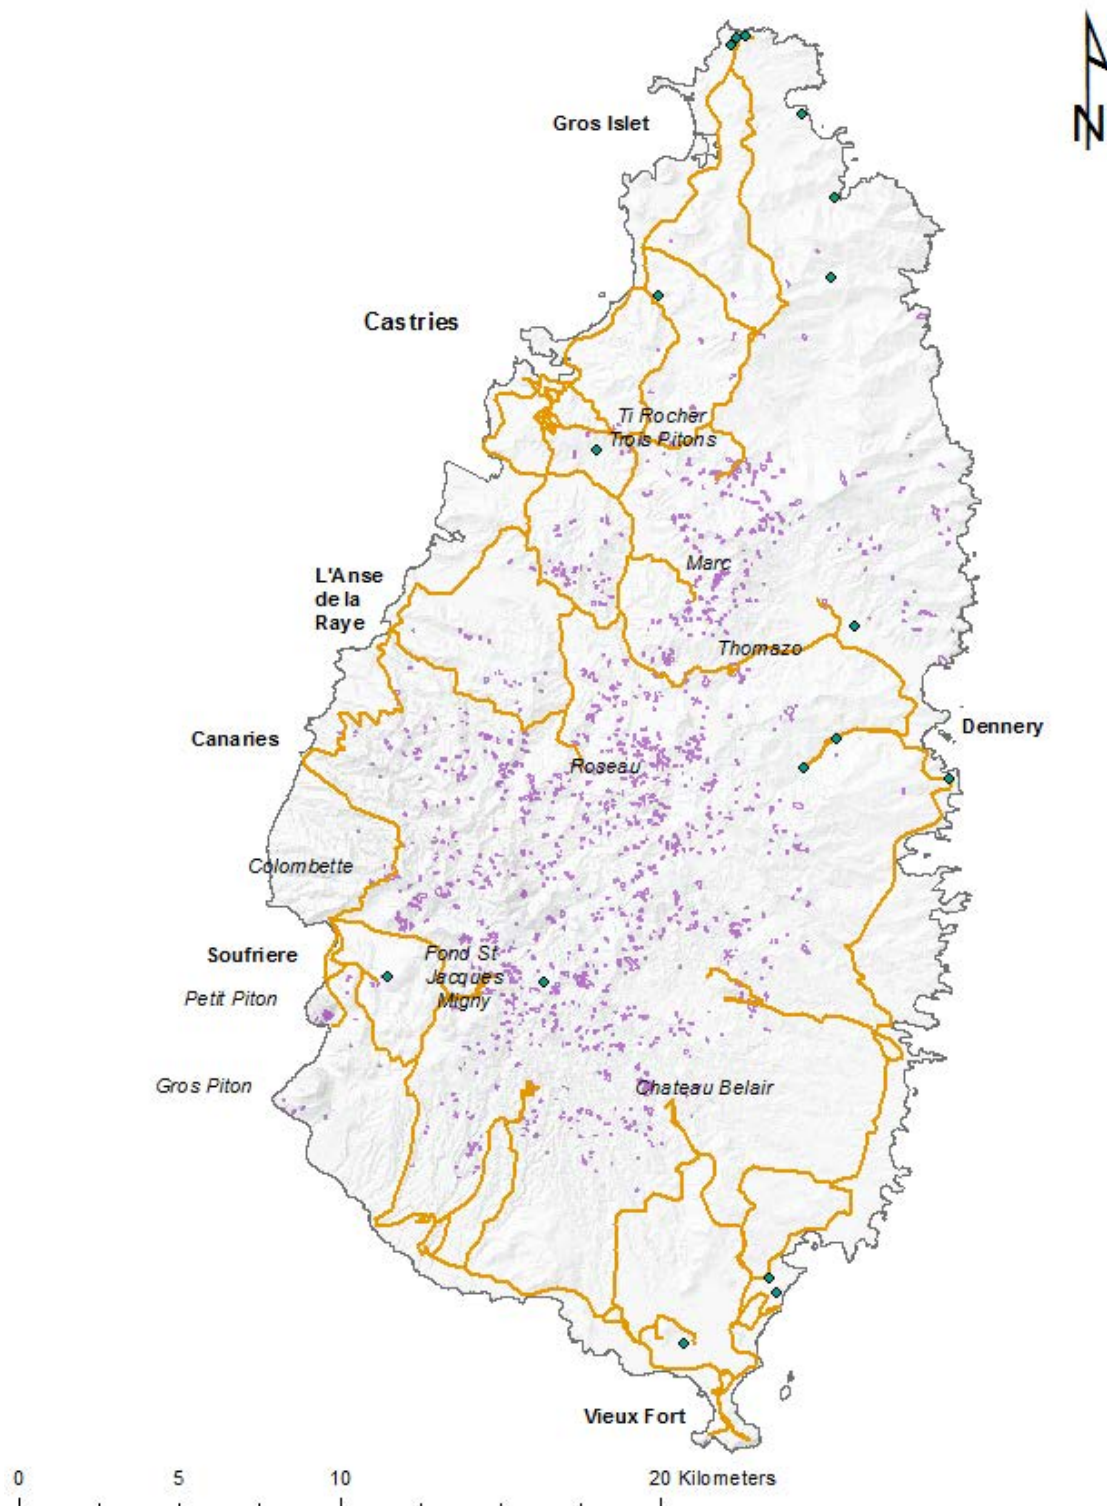 N
Gros Islet
Castries
Ti Rocher
Trois Pitons
L'Anse
de la
Raye
Marc
Thomazo
Dennery
Canaries
Roseau
Colombette
Soufriere
Fond St
Jacques
Migny
Petit Piton
Gros Piton
Chateau Belair
Vieux Fort
0 5 10 20 Kilometers